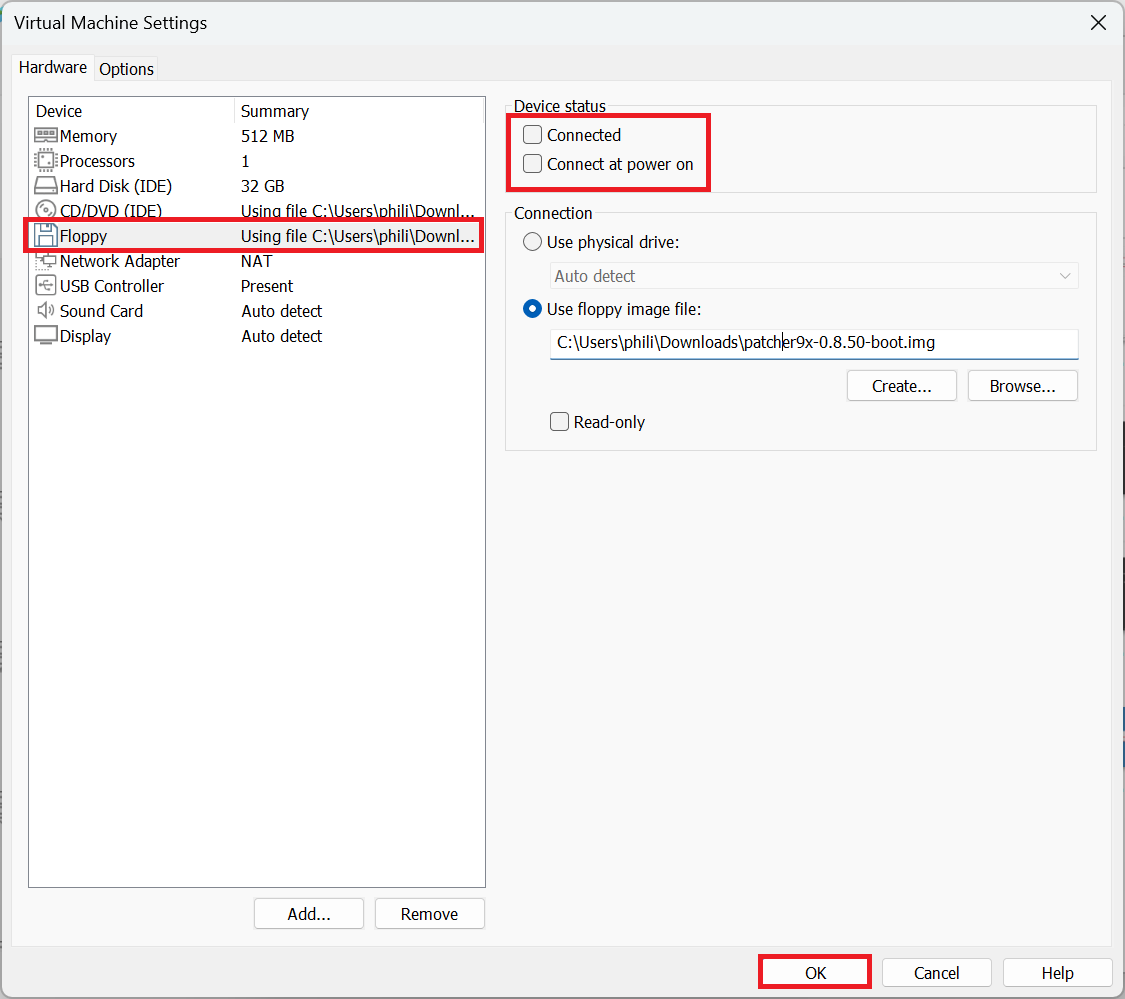 Virtual Machine Settings
Hardware Options
Device Summary
Memory 512 MB
Processors 1
Hard Disk (IDE) 32 GB
CD/DVD (IDE) Using file C:\Users\phili\Downl...
Floppy Using file C:\Users\phili\Downl...
Network Adapter NAT
USB Controller Present
Sound Card Auto detect
Display Auto detect
Add... Remove
Device status
Connected
Connect at power on
Connection
Use physical drive:
Auto detect
Use floppy image file:
C:\Users\phili\Downloads\patcher9x-0.8.50-boot.img
Create... Browse...
Read-only
OK Cancel Help